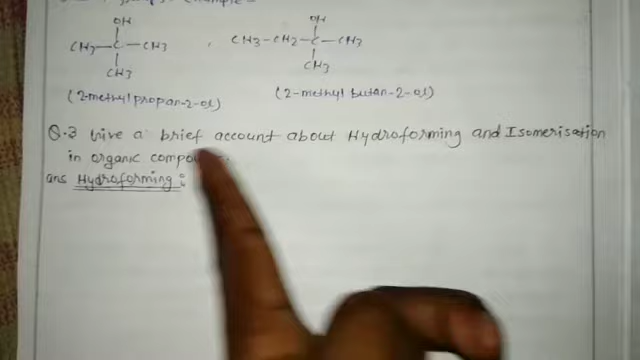 OH OH
CH3-C-CH3 , CH3-CH2-C-CH3
CH3 CH3
(2-methyl propan-2-ol) (2-methyl butan-2-ol)
Q.3 Give a brief account about Hydroforming and Isomerisation
in organic
ans Hydroforming :